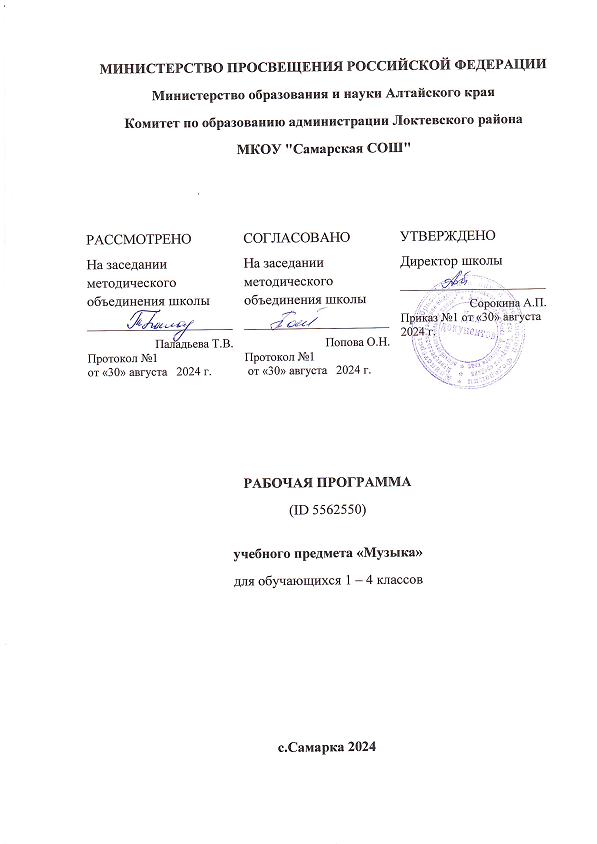 МИНИСТЕРСТВО ПРОСВЕЩЕНИЯ РОССИЙСКОЙ ФЕДЕРАЦИИ
Министерство образования и науки Алтайского края
Комитет по образованию администрации Локтевского района
МКОУ "Самарская СОШ"
РАССМОТРЕНО
На заседании
методического
объединения школы
Паладьева Т.В.
Протокол №1
от «30» августа 2024 г.
СОГЛАСОВАНО
На заседании
методического
объединения школы
Попова О.Н.
Протокол №1
от «30» августа 2024 г.
УТВЕРЖДЕНО
Директор школы
Сорокина А.П.
Приказ №1 от «30» августа
2024 г.
документов
РАБОЧАЯ ПРОГРАММА
(ID 5562550)
учебного предмета «Музыка»
для обучающихся 1 – 4 классов
с.Самарка 2024